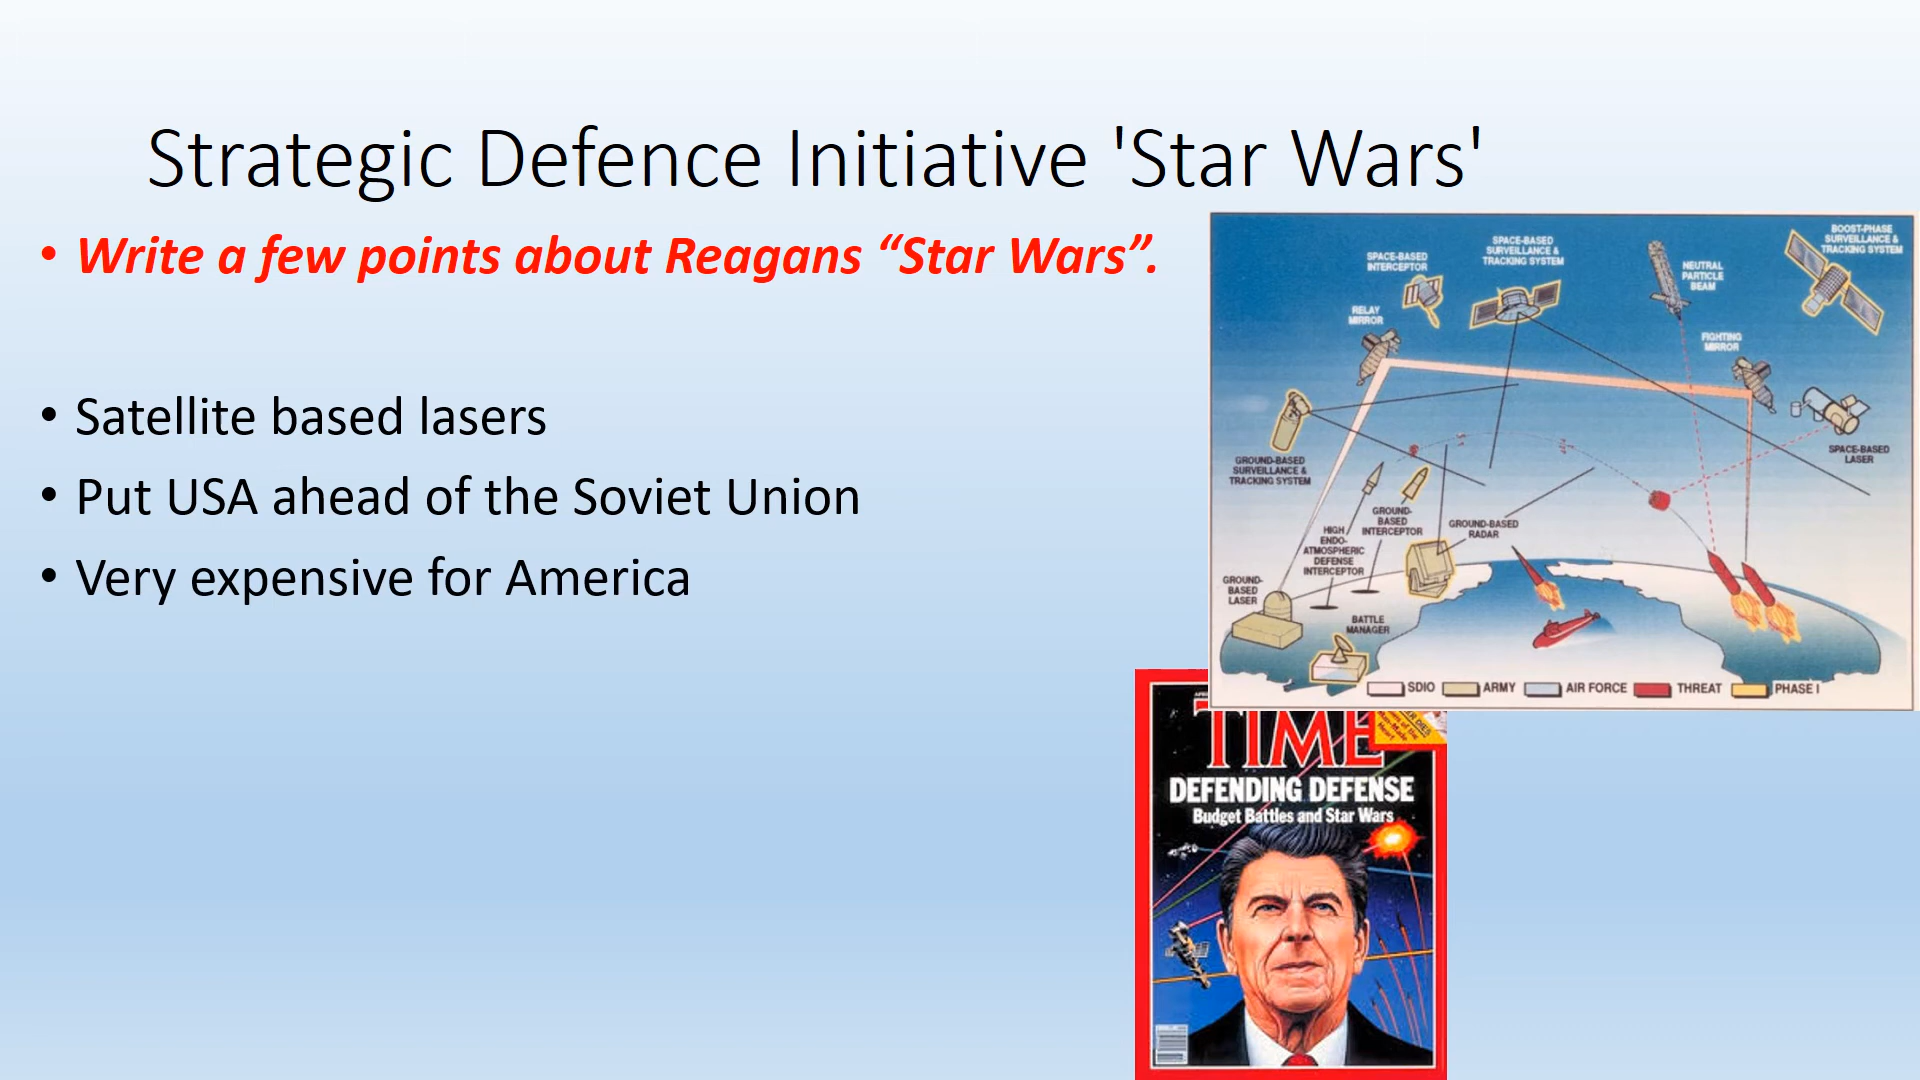 Strategic Defence Initiative 'Star Wars'
• Write a few points about Reagans “Star Wars”.
• Satellite based lasers
• Put USA ahead of the Soviet Union
• Very expensive for America
BOOST-PHASE
SURVEILLANCE &
TRACKING SYSTEM
SPACE-BASED
SURVEILLANCE &
TRACKING SYSTEM
SPACE-BASED
INTERCEPTOR
NEUTRAL
PARTICLE
BEAM
RELAY
MIRROR
FIGHTING
MIRROR
SPACE-BASED
LASER
GROUND-BASED
SURVEILLANCE &
TRACKING SYSTEM
GROUND-
BASED
INTERCEPTOR
GROUND-BASED
RADAR
HIGH
ENDO-
ATMOSPHERIC
DEFENSE
INTERCEPTOR
GROUND-
BASED
LASER
BATTLE
MANAGER
SDIO
ARMY
AIR FORCE
THREAT
PHASE I
TIME
DEFENDING DEFENSE
Budget Battles and Star Wars